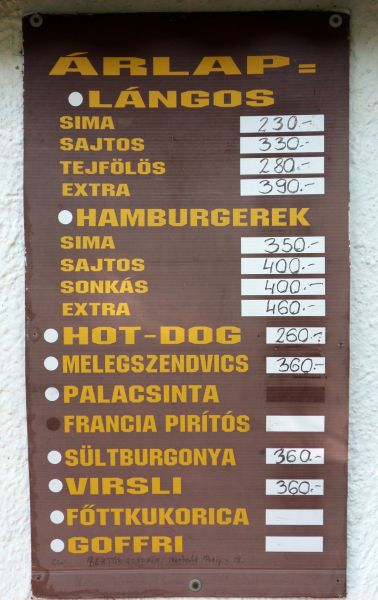 ÁRLAP=
LÁNGOS
SIMA 230.-
SAJTOS 330.-
TEJFÖLÖS 280.-
EXTRA 390.-
HAMBURGEREK
SIMA 350.-
SAJTOS 400.-
SONKÁS 400.-
EXTRA 460.-
HOT-DOG 260.-
MELEGSZENDVICS 360.-
PALACSINTA
FRANCIA PIRÍTÓS
SÜLTBURGONYA 360.-
VIRSLI 360.-
FŐTTKUKORICA
GOFFRI